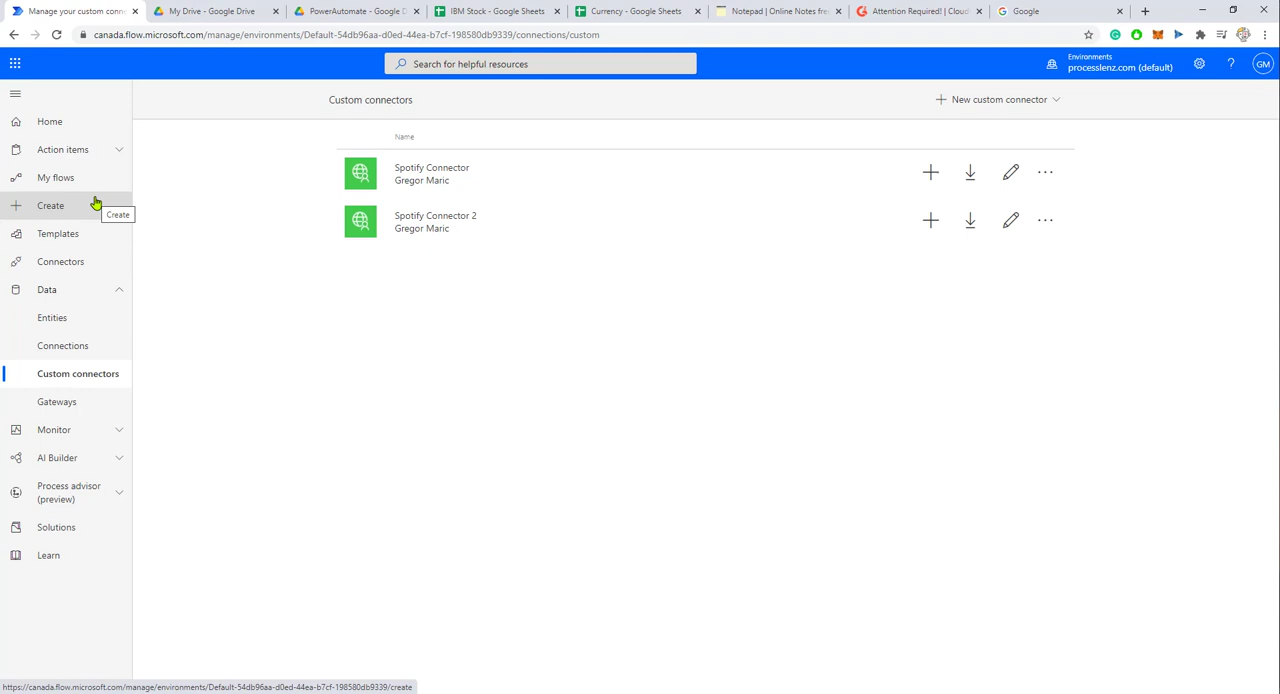 Manage your custom conn
My Drive - Google Drive
PowerAutomate - Google D
IBM Stock - Google Sheets
Currency - Google Sheets
Notepad | Online Notes fre
Attention Required! | Cloud
Google
canada.flow.microsoft.com/manage/environments/Default-54db96aa-d0ed-44ea-b7cf-198580db9339/connections/custom
Search for helpful resources
Environments
processlenz.com (default)
GM
Custom connectors
New custom connector
Home
Action items
My flows
Create
Create
Templates
Connectors
Data
Entities
Connections
Custom connectors
Gateways
Monitor
AI Builder
Process advisor
(preview)
Solutions
Learn
Name
Spotify Connector
Gregor Maric
Spotify Connector 2
Gregor Maric
https://canada.flow.microsoft.com/manage/environments/Default-54db96aa-d0ed-44ea-b7cf-198580db9339/create